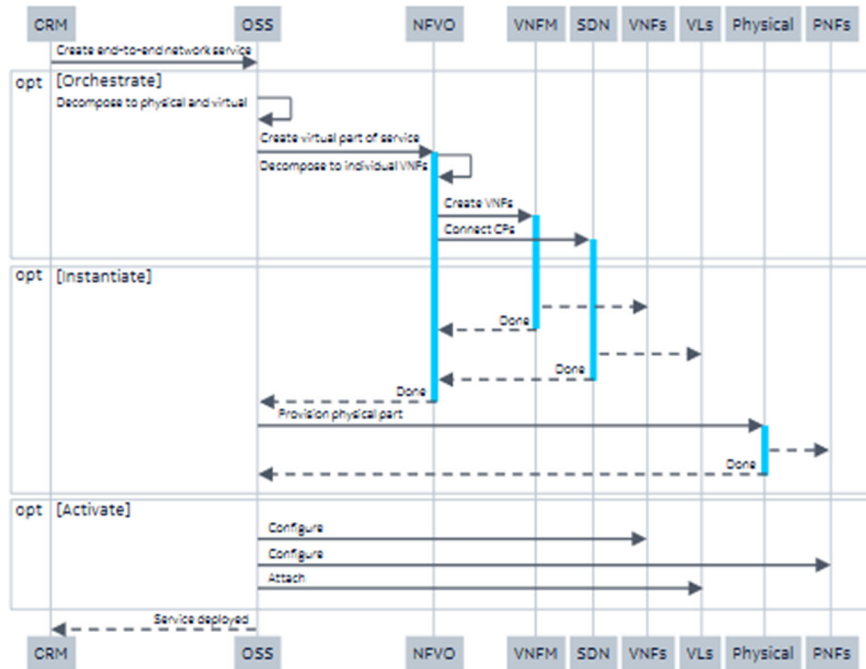 CRM OSS NFVO VNFM SDN VNFs VLs Physical PNFs
Create end-to-end network service
opt [Orchestrate]
Decompose to physical and virtual
Create virtual part of service
Decompose to individual VNFs
Create VNFs
Connect CPs
opt [Instantiate]
Done
Done
Done
Provision physical part
Done
opt [Activate]
Configure
Configure
Attach
Service deployed
CRM OSS NFVO VNFM SDN VNFs VLs Physical PNFs